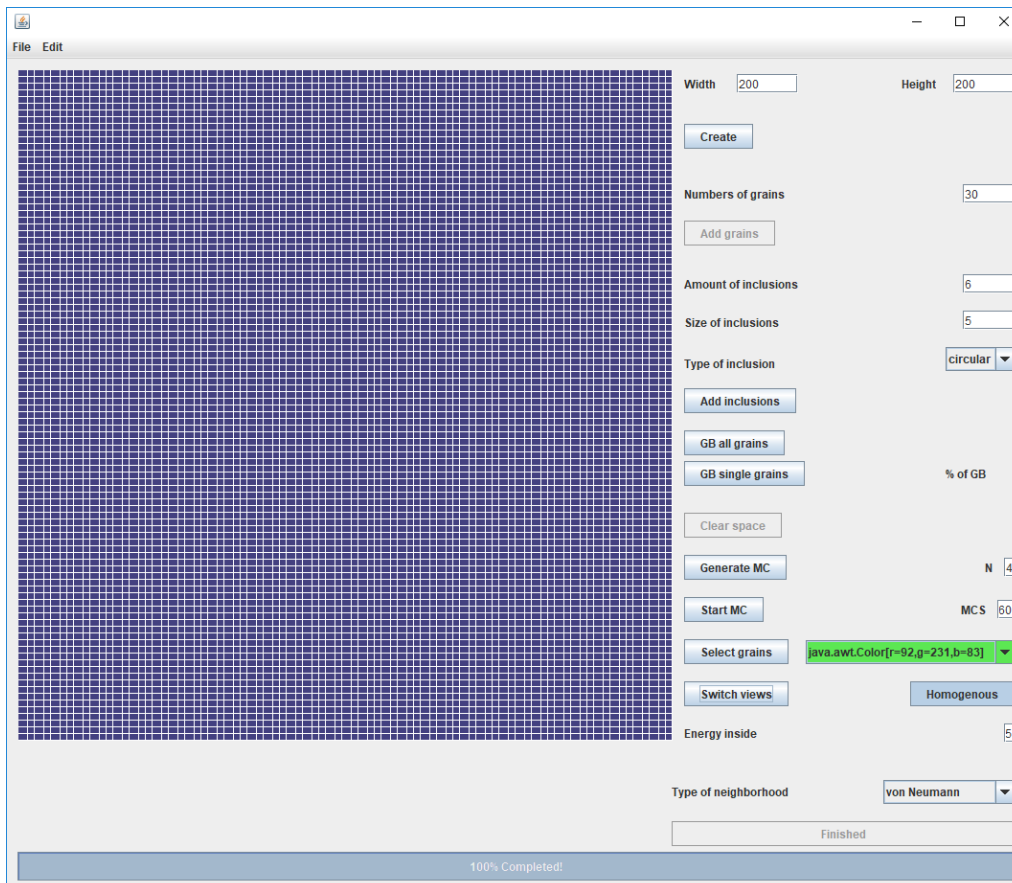 File Edit
Width 200 Height 200
Create
Numbers of grains 30
Add grains
Amount of inclusions 6
Size of inclusions 5
Type of inclusion circular
Add inclusions
GB all grains
GB single grains % of GB
Clear space
Generate MC N 4
Start MC MCS 60
Select grains java.awt.Color[r=92,g=231,b=83]
Switch views Homogenous
Energy inside 5
Type of neighborhood von Neumann
Finished
100% Completed!